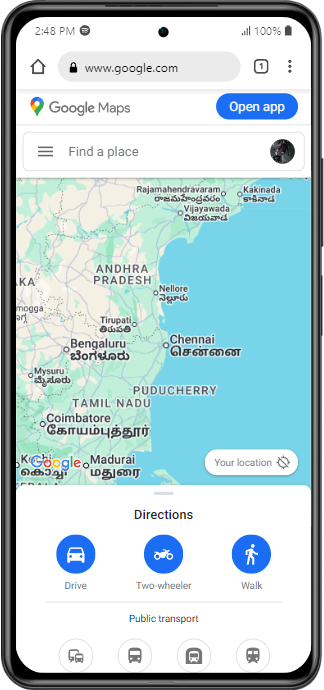 2:48 PM 100%
www.google.com 1
Google Maps Open app
Find a place
Rajamahendravaram
రాజమహేంద్రవరం
Kakinada
కాకినాడ
Vijayawada
విజయవాడ
ANDHRA
PRADESH
AKA
Nellore
నెల్లూరు
mogga
Tirupati
తిరుపతి
Bengaluru
ಬೆಂಗಳೂರು
Chennai
சென்னை
Mysuru
ಮೈಸೂರು
PUDUCHERRY
TAMIL NADU
Coimbatore
கோயம்புத்தூர்
Kochi
Google
Madurai
மதுரை
Your location
Directions
Drive Two-wheeler Walk
Public transport